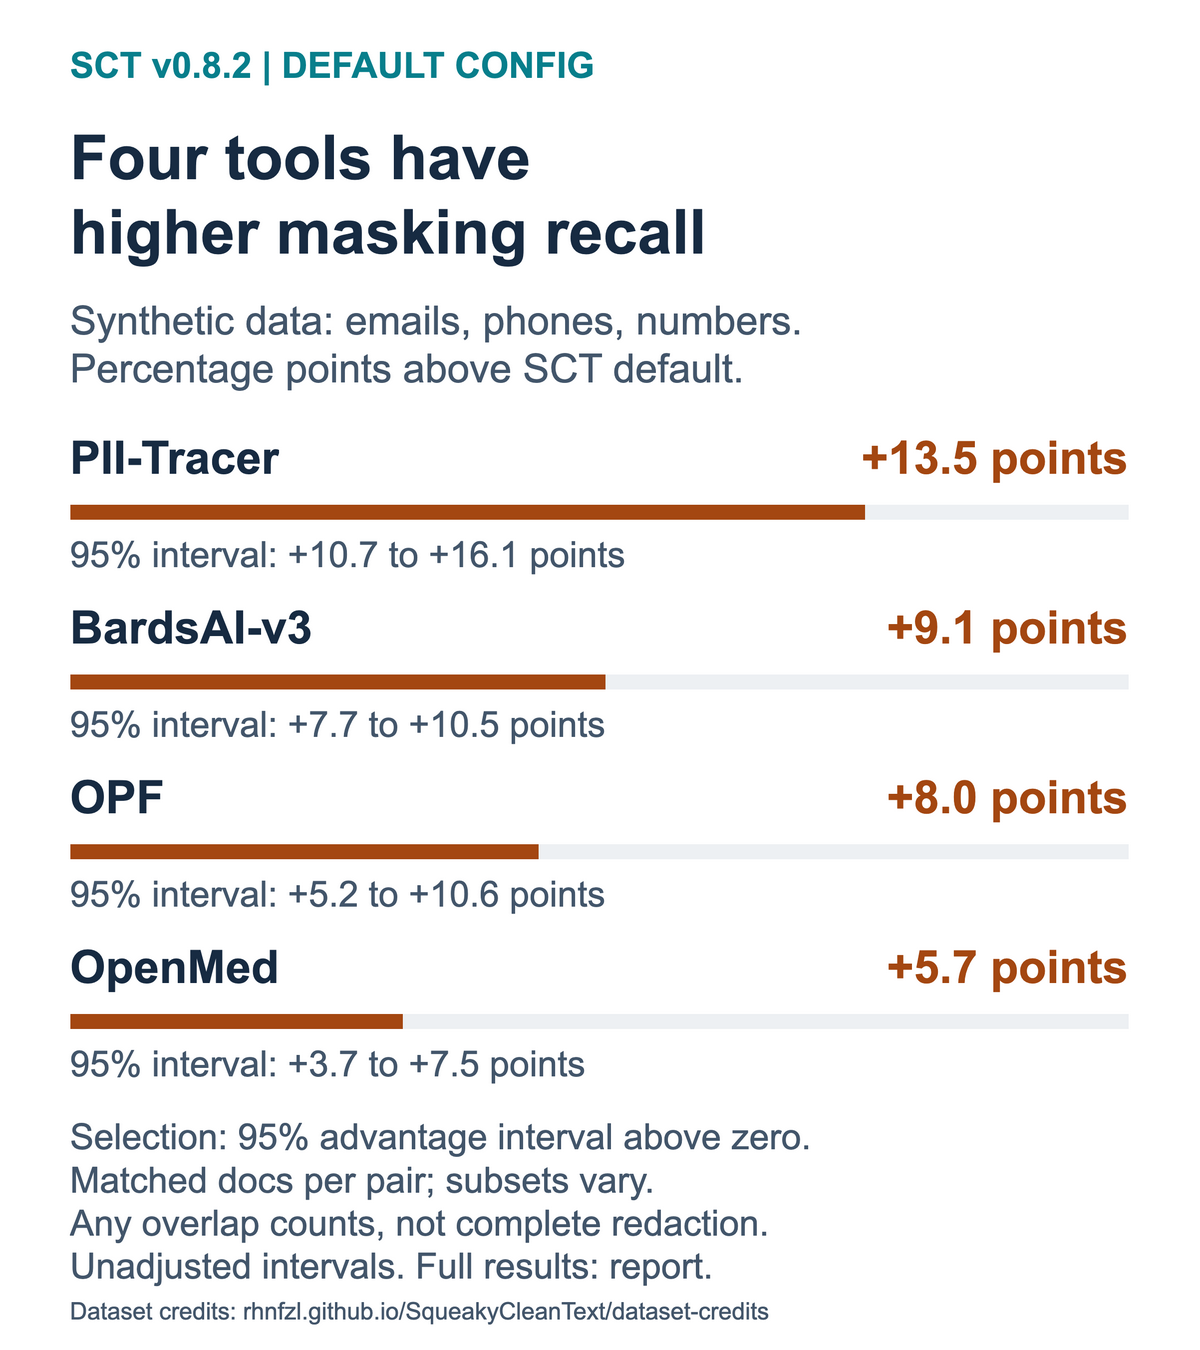 SCT v0.8.2 | DEFAULT CONFIG
Four tools have
higher masking recall
Synthetic data: emails, phones, numbers.
Percentage points above SCT default.
PII-Tracer
+13.5 points
95% interval: +10.7 to +16.1 points
BardsAI-v3
+9.1 points
95% interval: +7.7 to +10.5 points
OPF
+8.0 points
95% interval: +5.2 to +10.6 points
OpenMed
+5.7 points
95% interval: +3.7 to +7.5 points
Selection: 95% advantage interval above zero.
Matched docs per pair; subsets vary.
Any overlap counts, not complete redaction.
Unadjusted intervals. Full results: report.
Dataset credits: rhnfzl.github.io/SqueakyCleanText/dataset-credits